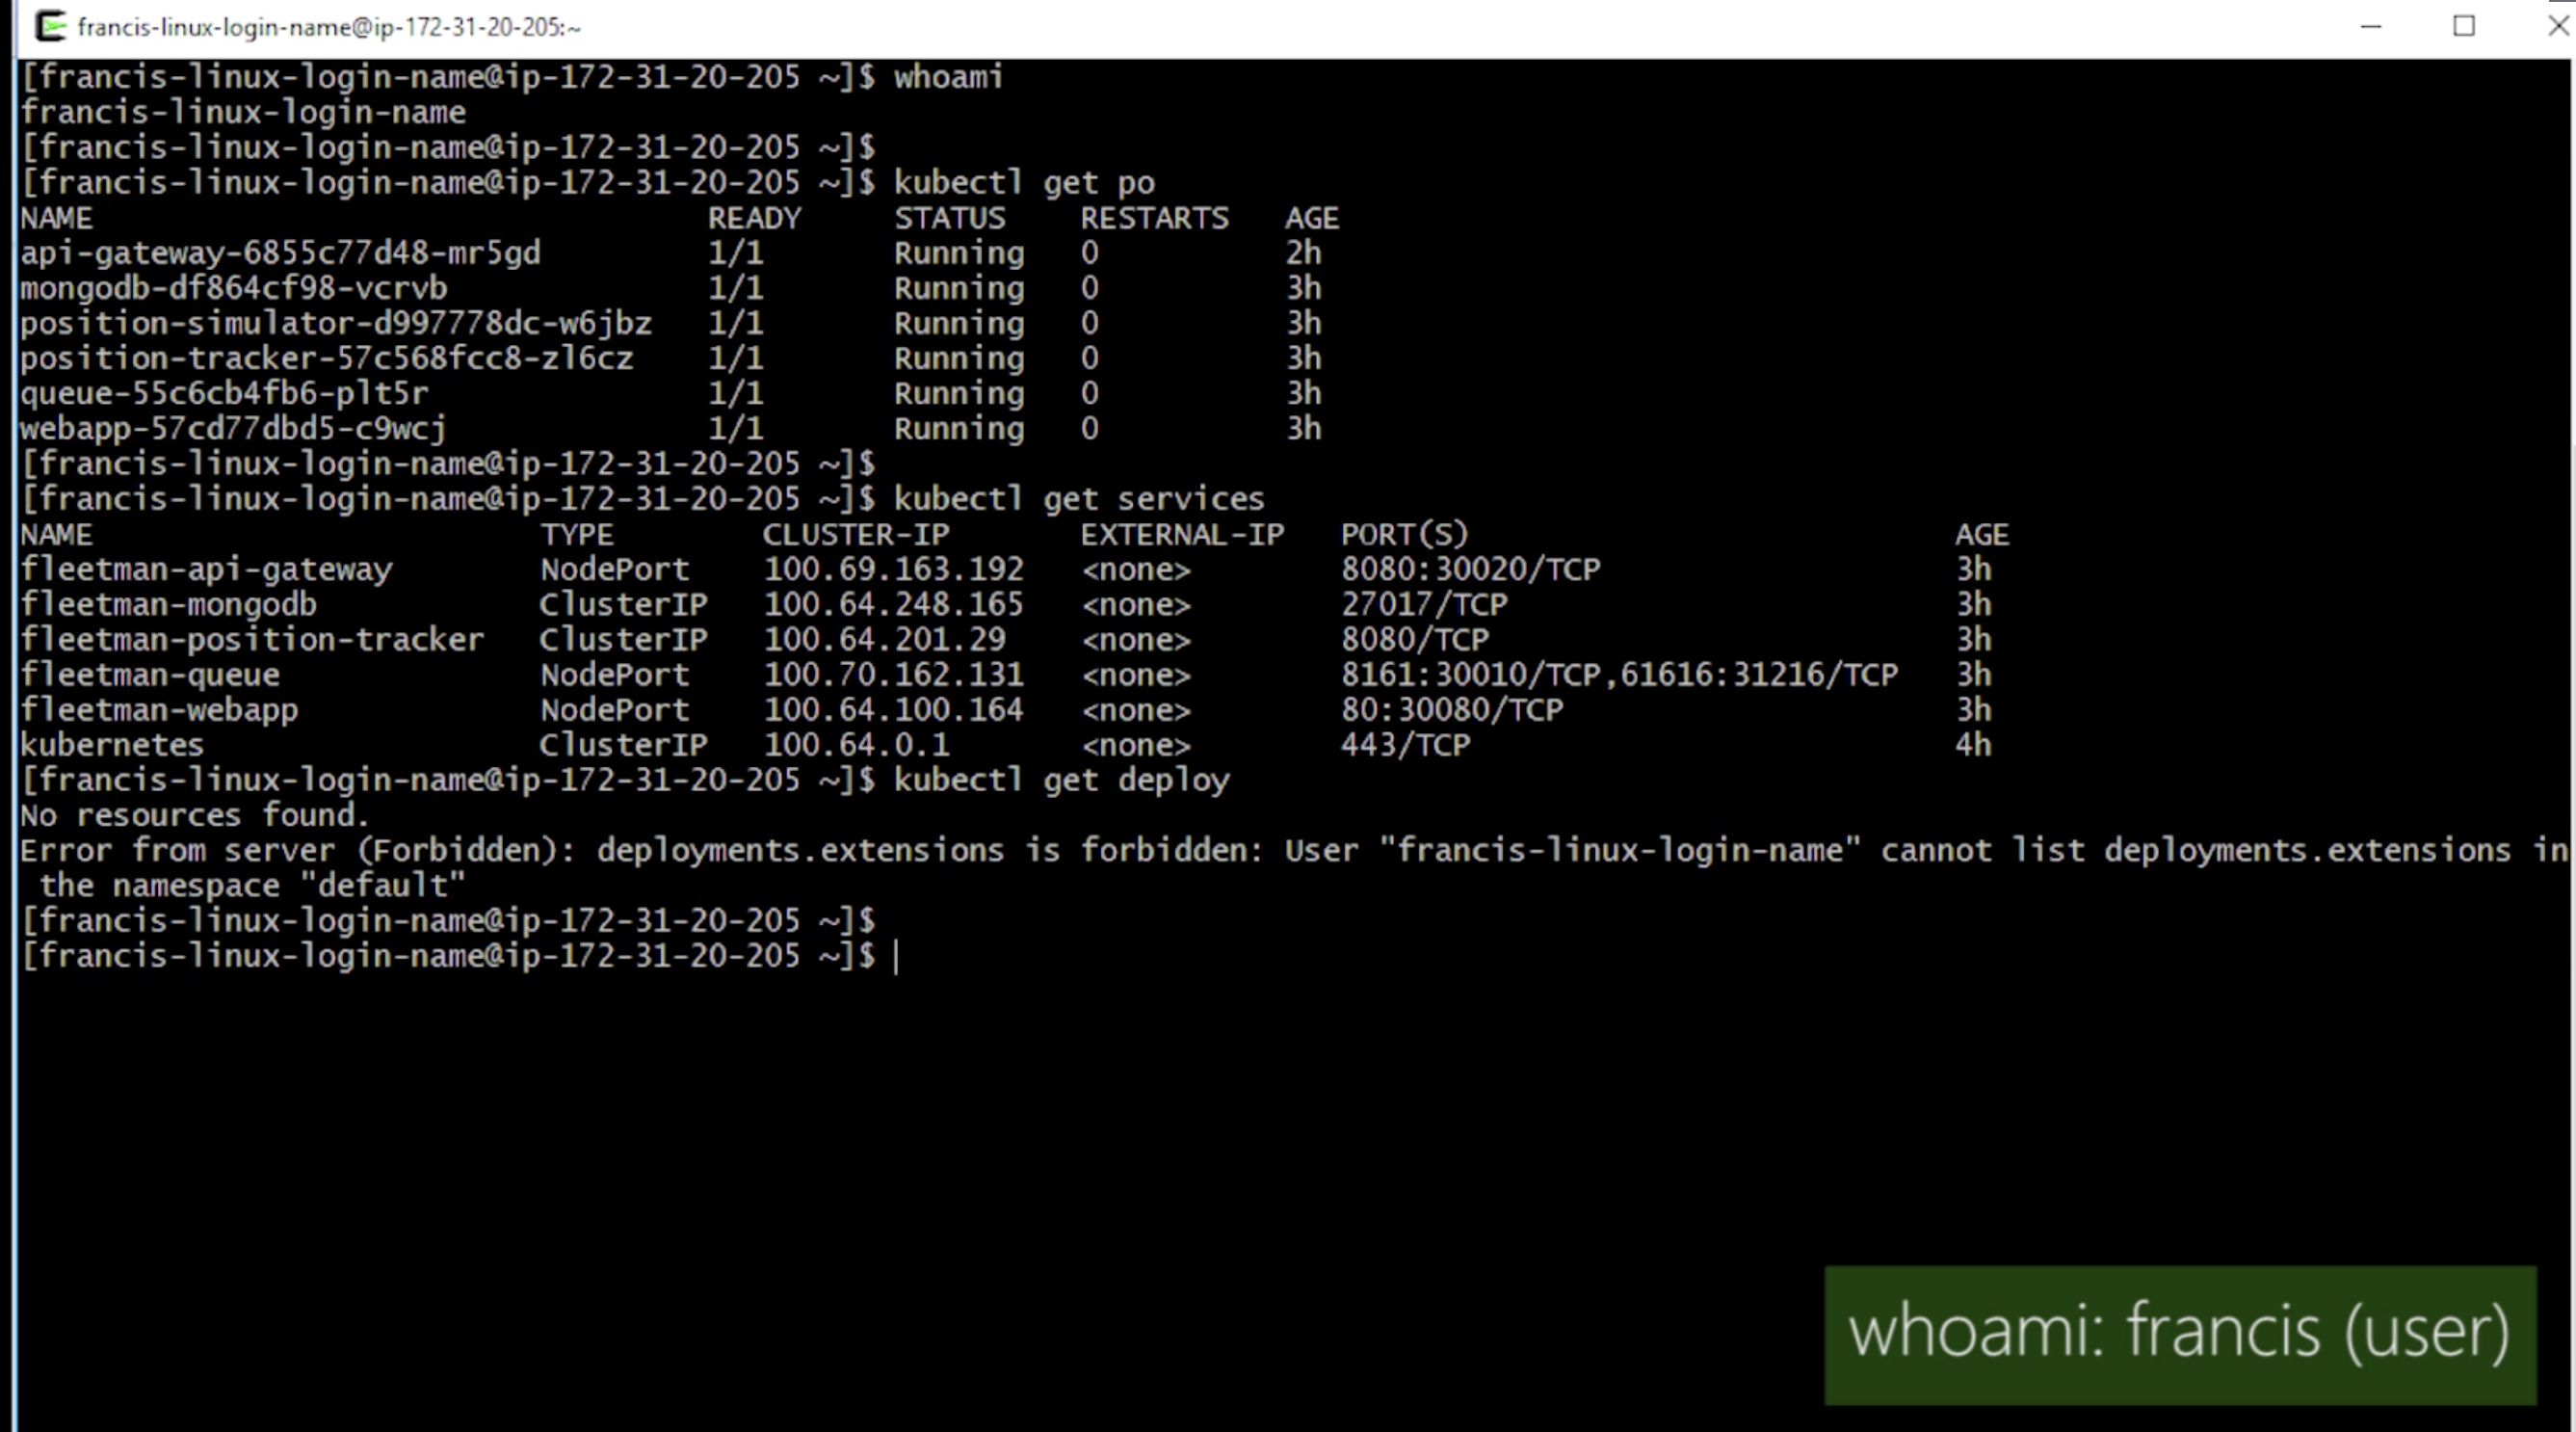 francis-linux-login-name@ip-172-31-20-205:~
[francis-linux-login-name@ip-172-31-20-205 ~]$ whoami
francis-linux-login-name
[francis-linux-login-name@ip-172-31-20-205 ~]$
[francis-linux-login-name@ip-172-31-20-205 ~]$ kubectl get po
NAME READY STATUS RESTARTS AGE
api-gateway-6855c77d48-mr5gd 1/1 Running 0 2h
mongodb-df864cf98-vcrvb 1/1 Running 0 3h
position-simulator-d997778dc-w6jbz 1/1 Running 0 3h
position-tracker-57c568fcc8-zl6cz 1/1 Running 0 3h
queue-55c6cb4fb6-plt5r 1/1 Running 0 3h
webapp-57cd77dbd5-c9wcj 1/1 Running 0 3h
[francis-linux-login-name@ip-172-31-20-205 ~]$
[francis-linux-login-name@ip-172-31-20-205 ~]$ kubectl get services
NAME TYPE CLUSTER-IP EXTERNAL-IP PORT(S) AGE
fleetman-api-gateway NodePort 100.69.163.192 <none> 8080:30020/TCP 3h
fleetman-mongodb ClusterIP 100.64.248.165 <none> 27017/TCP 3h
fleetman-position-tracker ClusterIP 100.64.201.29 <none> 8080/TCP 3h
fleetman-queue NodePort 100.70.162.131 <none> 8161:30010/TCP,61616:31216/TCP 3h
fleetman-webapp NodePort 100.64.100.164 <none> 80:30080/TCP 3h
kubernetes ClusterIP 100.64.0.1 <none> 443/TCP 4h
[francis-linux-login-name@ip-172-31-20-205 ~]$ kubectl get deploy
No resources found.
Error from server (Forbidden): deployments.extensions is forbidden: User "francis-linux-login-name" cannot list deployments.extensions in
the namespace "default"
[francis-linux-login-name@ip-172-31-20-205 ~]$
[francis-linux-login-name@ip-172-31-20-205 ~]$
whoami: francis (user)